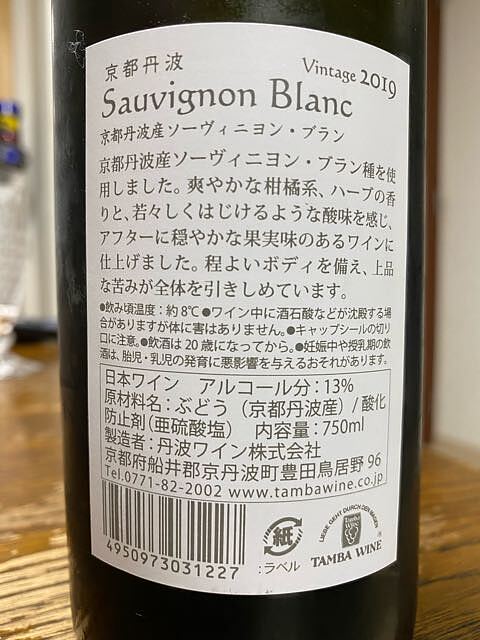 京都丹波
Vintage 2019
Sauvignon Blanc
京都丹波産ソーヴィニヨン・ブラン
京都丹波産ソーヴィニヨン・ブラン種を使
用しました。爽やかな柑橘系、ハーブの香
りと、若々しくはじけるような酸味を感じ、
アフターに穏やかな果実味のあるワインに
仕上げました。程よいボディを備え、上品
な苦みが全体を引きしめています。
●飲み頃温度：約8℃●ワイン中に酒石酸などが沈殿する場
合がありますが体に害はありません。●キャップシールの切り
口に注意。●飲酒は20歳になってから。●妊娠中や授乳期の飲
酒は、胎児・乳児の発育に悪影響を与えるおそれがあります。
日本ワイン アルコール分：13%
原材料名：ぶどう（京都丹波産）/酸化
防止剤（亜硫酸塩） 内容量：750ml
製造者：丹波ワイン株式会社
京都府船井郡京丹波町豊田鳥居野96
Tel.0771-82-2002 www.tambawine.co.jp
4950973031227
紙
：ラベル
LIEBE GEHT DURCH DEN MAGEN
Tamba WINE
TAMBA WINE
®